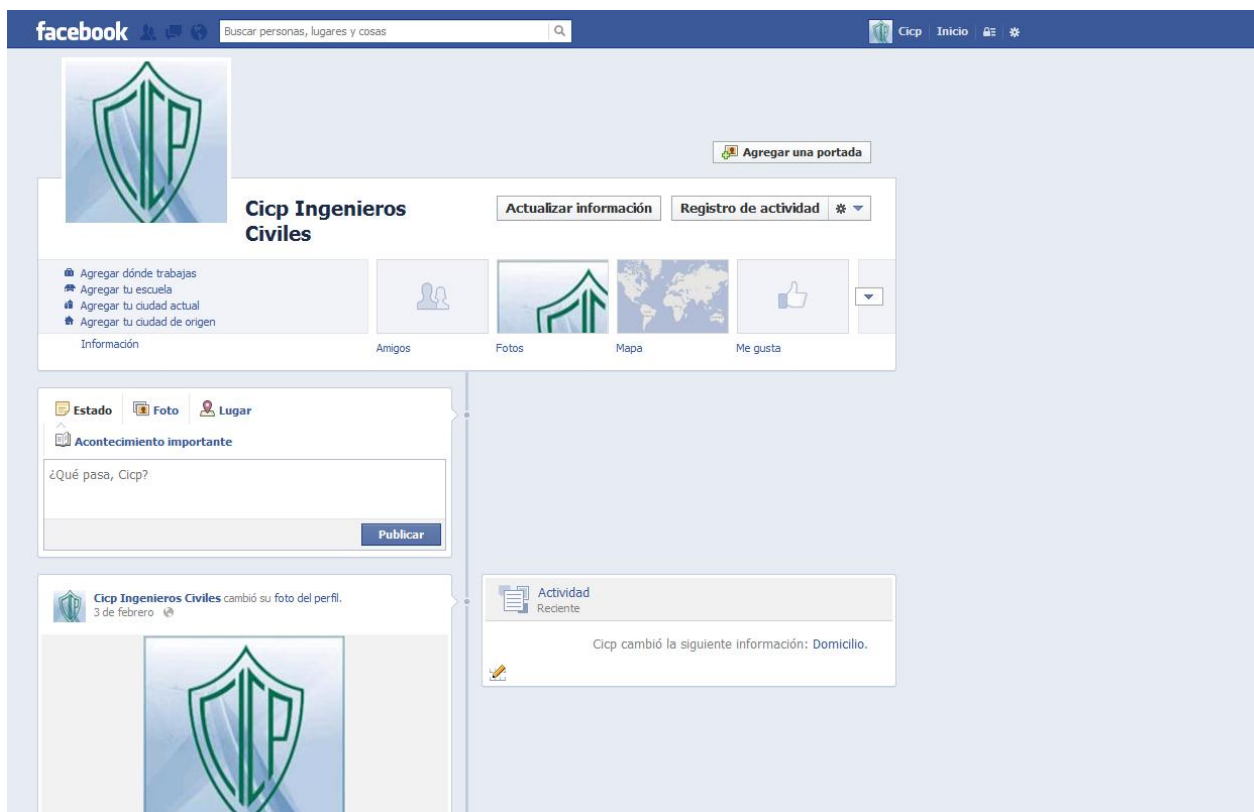 facebook
Buscar personas, lugares y cosas
Cicp
Inicio
CICP
Agregar una portada
Cicp Ingenieros
Civiles
Actualizar información
Registro de actividad
Agregar dónde trabajas
Agregar tu escuela
Agregar tu ciudad actual
Agregar tu ciudad de origen
Información
Amigos
Fotos
Mapa
Me gusta
Estado
Foto
Lugar
Acontecimiento importante
¿Qué pasa, Cicp?
Publicar
Cicp Ingenieros Civiles cambió su foto del perfil.
3 de febrero
CICP
Actividad
Reciente
Cicp cambió la siguiente información: Domicilio.